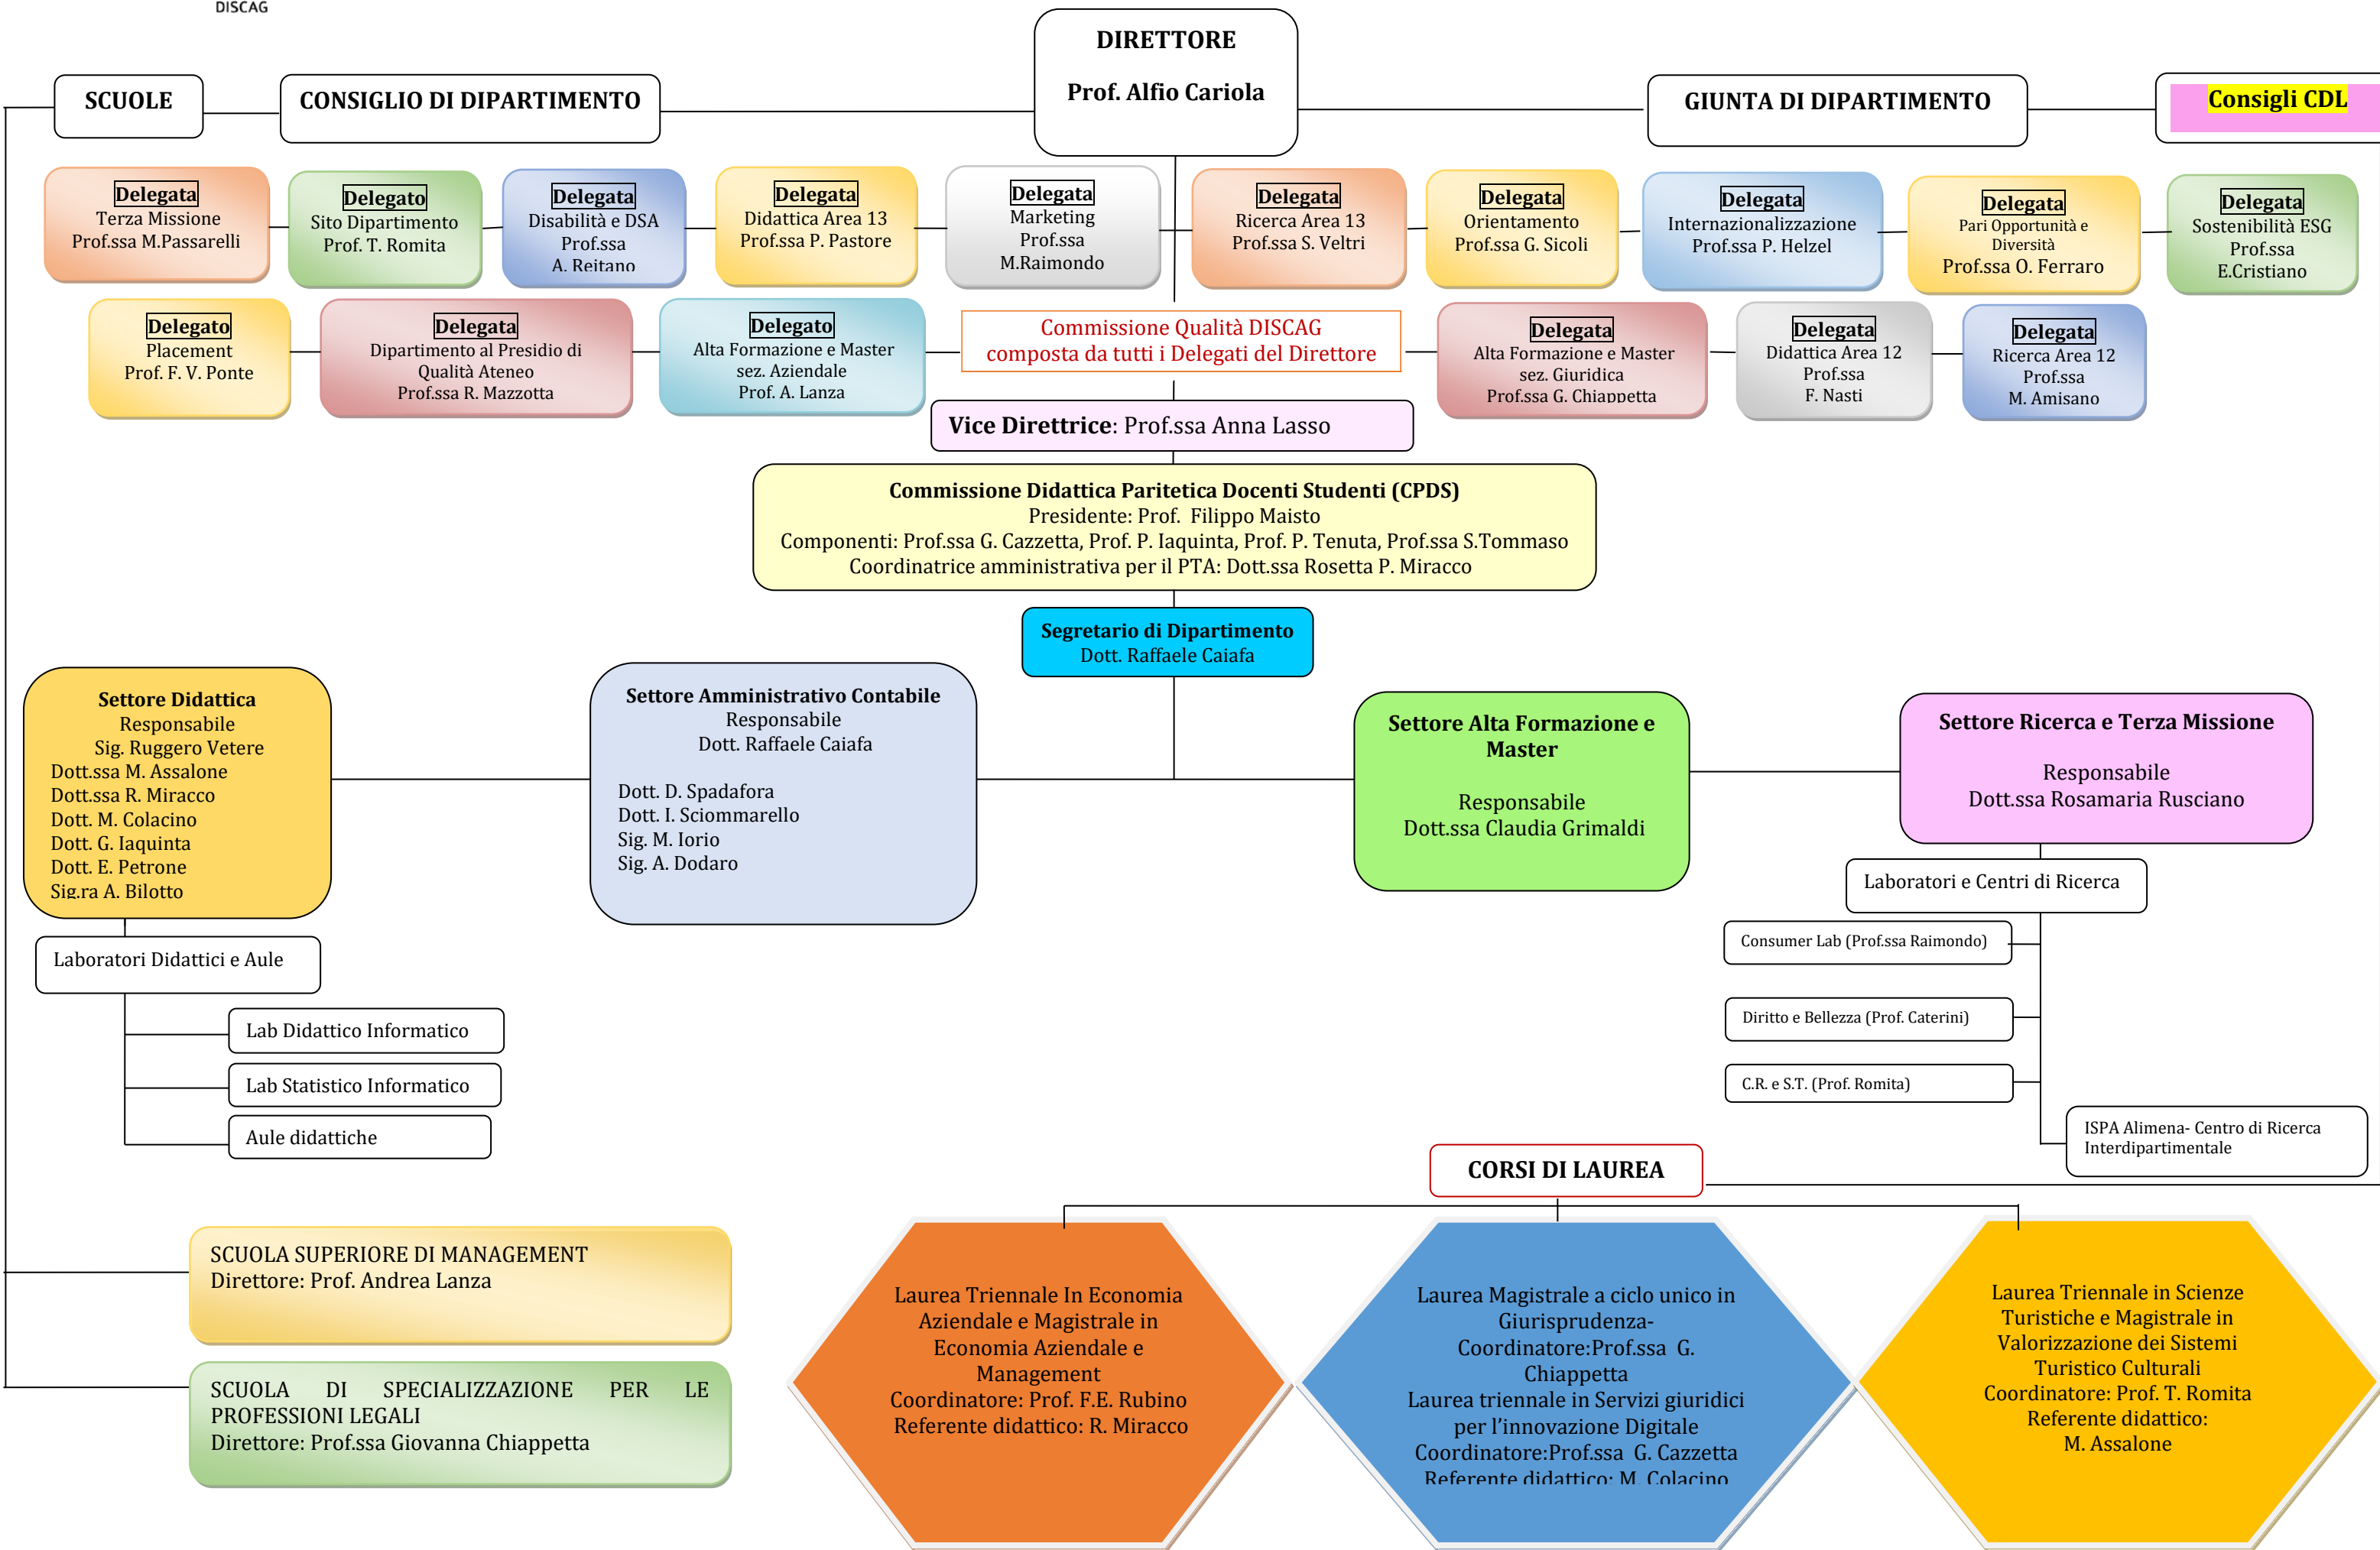 DISCAG
DIRETTORE
Prof. Alfio Cariola
SCUOLE
CONSIGLIO DI DIPARTIMENTO
GIUNTA DI DIPARTIMENTO
Consigli CDL
Delegata
Terza Missione
Prof.ssa M.Passarelli
Delegato
Sito Dipartimento
Prof. T. Romita
Delegata
Disabilità e DSA
Prof.ssa
A. Reitano
Delegata
Didattica Area 13
Prof.ssa P. Pastore
Delegata
Marketing
Prof.ssa
M.Raimondo
Delegata
Ricerca Area 13
Prof.ssa S. Veltri
Delegata
Orientamento
Prof.ssa G. Sicoli
Delegata
Internazionalizzazione
Prof.ssa P. Helzel
Delegata
Pari Opportunità e
Diversità
Prof.ssa O. Ferraro
Delegata
Sostenibilità ESG
Prof.ssa
E.Cristiano
Delegato
Placement
Prof. F. V. Ponte
Delegata
Dipartimento al Presidio di
Qualità Ateneo
Prof.ssa R. Mazzotta
Delegato
Alta Formazione e Master
sez. Aziendale
Prof. A. Lanza
Commissione Qualità DISCAG
composta da tutti i Delegati del Direttore
Delegata
Alta Formazione e Master
sez. Giuridica
Prof.ssa G. Chiappetta
Delegata
Didattica Area 12
Prof.ssa
F. Nasti
Delegata
Ricerca Area 12
Prof.ssa
M. Amisano
Vice Direttrice: Prof.ssa Anna Lasso
Commissione Didattica Paritetica Docenti Studenti (CPDS)
Presidente: Prof. Filippo Maisto
Componenti: Prof.ssa G. Cazzetta, Prof. P. Iaquinta, Prof. P. Tenuta, Prof.ssa S.Tommaso
Coordinatrice amministrativa per il PTA: Dott.ssa Rosetta P. Miracco
Segretario di Dipartimento
Dott. Raffaele Caiafa
Settore Didattica
Responsabile
Sig. Ruggero Vetere
Dott.ssa M. Assalone
Dott.ssa R. Miracco
Dott. M. Colacino
Dott. G. Iaquinta
Dott. E. Petrone
Sig.ra A. Bilotto
Settore Amministrativo Contabile
Responsabile
Dott. Raffaele Caiafa
Dott. D. Spadafora
Dott. I. Sciommarello
Sig. M. Iorio
Sig. A. Dodaro
Settore Alta Formazione e
Master
Responsabile
Dott.ssa Claudia Grimaldi
Settore Ricerca e Terza Missione
Responsabile
Dott.ssa Rosamaria Rusciano
Laboratori e Centri di Ricerca
Consumer Lab (Prof.ssa Raimondo)
Diritto e Bellezza (Prof. Caterini)
C.R. e S.T. (Prof. Romita)
ISPA Alimena- Centro di Ricerca
Interdipartimentale
Laboratori Didattici e Aule
Lab Didattico Informatico
Lab Statistico Informatico
Aule didattiche
CORSI DI LAUREA
SCUOLA SUPERIORE DI MANAGEMENT
Direttore: Prof. Andrea Lanza
SCUOLA DI SPECIALIZZAZIONE PER LE
PROFESSIONI LEGALI
Direttore: Prof.ssa Giovanna Chiappetta
Laurea Triennale In Economia
Aziendale e Magistrale in
Economia Aziendale e
Management
Coordinatore: Prof. F.E. Rubino
Referente didattico: R. Miracco
Laurea Magistrale a ciclo unico in
Giurisprudenza-
Coordinatore:Prof.ssa G.
Chiappetta
Laurea triennale in Servizi giuridici
per l'innovazione Digitale
Coordinatore:Prof.ssa G. Cazzetta
Referente didattico: M. Colacino
Laurea Triennale in Scienze
Turistiche e Magistrale in
Valorizzazione dei Sistemi
Turistico Culturali
Coordinatore: Prof. T. Romita
Referente didattico:
M. Assalone